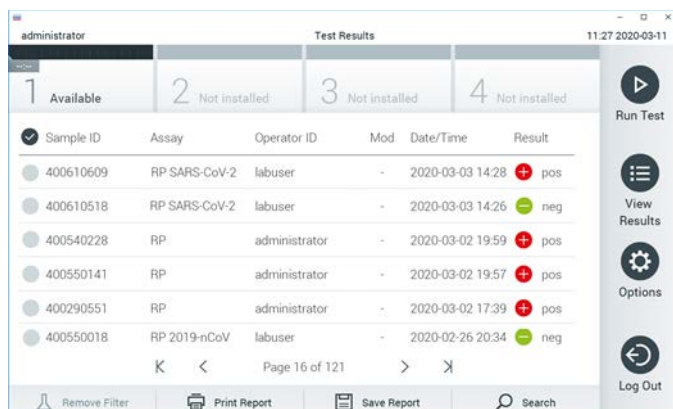 administrator Test Results 11:27 2020-03-11
1 Available 2 Not installed 3 Not installed 4 Not installed
Run Test
Sample ID Assay Operator ID Mod Date/Time Result
400610609 RP SARS-CoV-2 labuser - 2020-03-03 14:28 pos
400610518 RP SARS-CoV-2 labuser - 2020-03-03 14:26 neg
View
Results
400540228 RP administrator - 2020-03-02 19:59 pos
400550141 RP administrator - 2020-03-02 19:57 pos
Options
400290551 RP administrator - 2020-03-02 17:39 pos
400550018 RP 2019-nCoV labuser - 2020-02-26 20:34 neg
Page 16 of 121
Log Out
Remove Filter Print Report Save Report Search